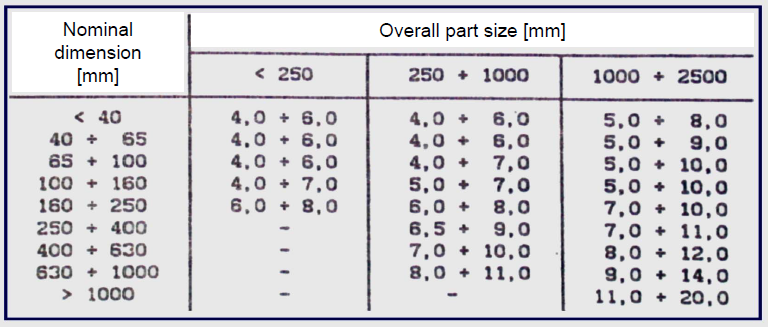 Nominal dimension [mm] Overall part size [mm]
< 250 250 ÷ 1000 1000 ÷ 2500
< 40 4,0 ÷ 6,0 4,0 ÷ 6,0 5,0 ÷ 8,0
40 ÷ 65 4,0 ÷ 6,0 4,0 ÷ 6,0 5,0 ÷ 9,0
65 ÷ 100 4,0 ÷ 6,0 4,0 ÷ 7,0 5,0 ÷ 10,0
100 ÷ 160 4,0 ÷ 7,0 5,0 ÷ 7,0 5,0 ÷ 10,0
160 ÷ 250 6,0 ÷ 8,0 6,0 ÷ 8,0 7,0 ÷ 10,0
250 ÷ 400 - 6,5 ÷ 9,0 7,0 ÷ 11,0
400 ÷ 630 - 7,0 ÷ 10,0 8,0 ÷ 12,0
630 ÷ 1000 - 8,0 ÷ 11,0 9,0 ÷ 14,0
> 1000 - - 11,0 ÷ 20,0